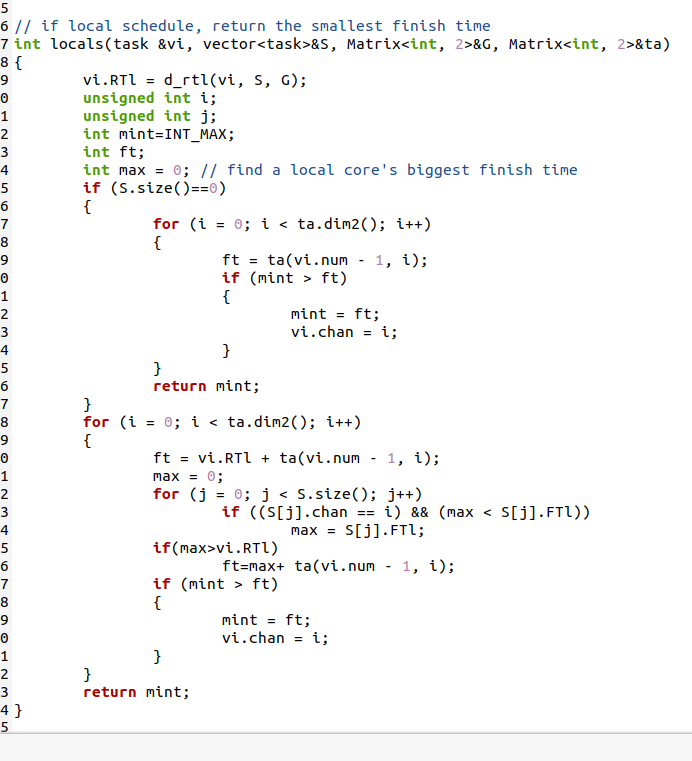 5
6 // if local schedule, return the smallest finish time
7 int locals(task &vi, vector<task>&S, Matrix<int, 2>&G, Matrix<int, 2>&ta)
8 {
9         vi.RTl = d_rtl(vi, S, G);
0         unsigned int i;
1         unsigned int j;
2         int mint=INT_MAX;
3         int ft;
4         int max = 0; // find a local core's biggest finish time
5         if (S.size()==0)
6         {
7                 for (i = 0; i < ta.dim2(); i++)
8                 {
9                         ft = ta(vi.num - 1, i);
0                         if (mint > ft)
1                         {
2                                 mint = ft;
3                                 vi.chan = i;
4                         }
5                 }
6                 return mint;
7         }
8         for (i = 0; i < ta.dim2(); i++)
9         {
0                 ft = vi.RTl + ta(vi.num - 1, i);
1                 max = 0;
2                 for (j = 0; j < S.size(); j++)
3                         if ((S[j].chan == i) && (max < S[j].FTl))
4                                 max = S[j].FTl;
5                 if(max>vi.RTl)
6                         ft=max+ ta(vi.num - 1, i);
7                 if (mint > ft)
8                 {
9                         mint = ft;
0                         vi.chan = i;
1                 }
2         }
3         return mint;
4 }
5